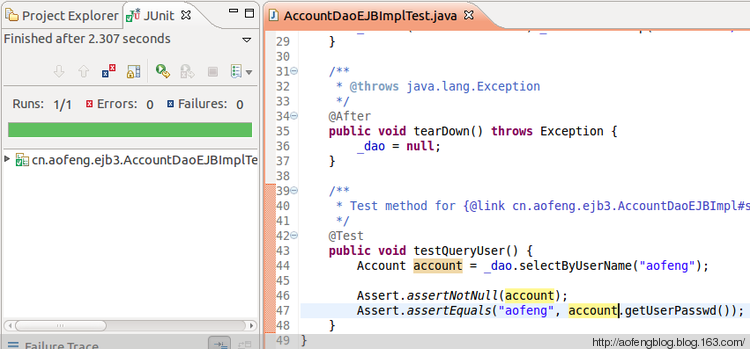 Project Explorer JUnit
Finished after 2.307 seconds
Runs: 1/1 Errors: 0 Failures: 0
cn.aofeng.ejb3.AccountDaoEJBImplTe
Failure Trace
AccountDaoEJBImplTest.java
29 }
30
31 /**
32 * @throws java.lang.Exception
33 */
34 @After
35 public void tearDown() throws Exception {
36 _dao = null;
37 }
38
39 /**
40 * Test method for {@link cn.aofeng.ejb3.AccountDaoEJBImpl#s
41 */
42 @Test
43 public void testQueryUser() {
44 Account account = _dao.selectByUserName("aofeng");
45
46 Assert.assertNotNull(account);
47 Assert.assertEquals("aofeng", account.getUserPasswd());
48 }
49 }
http://aofengblog.blog.163.com/